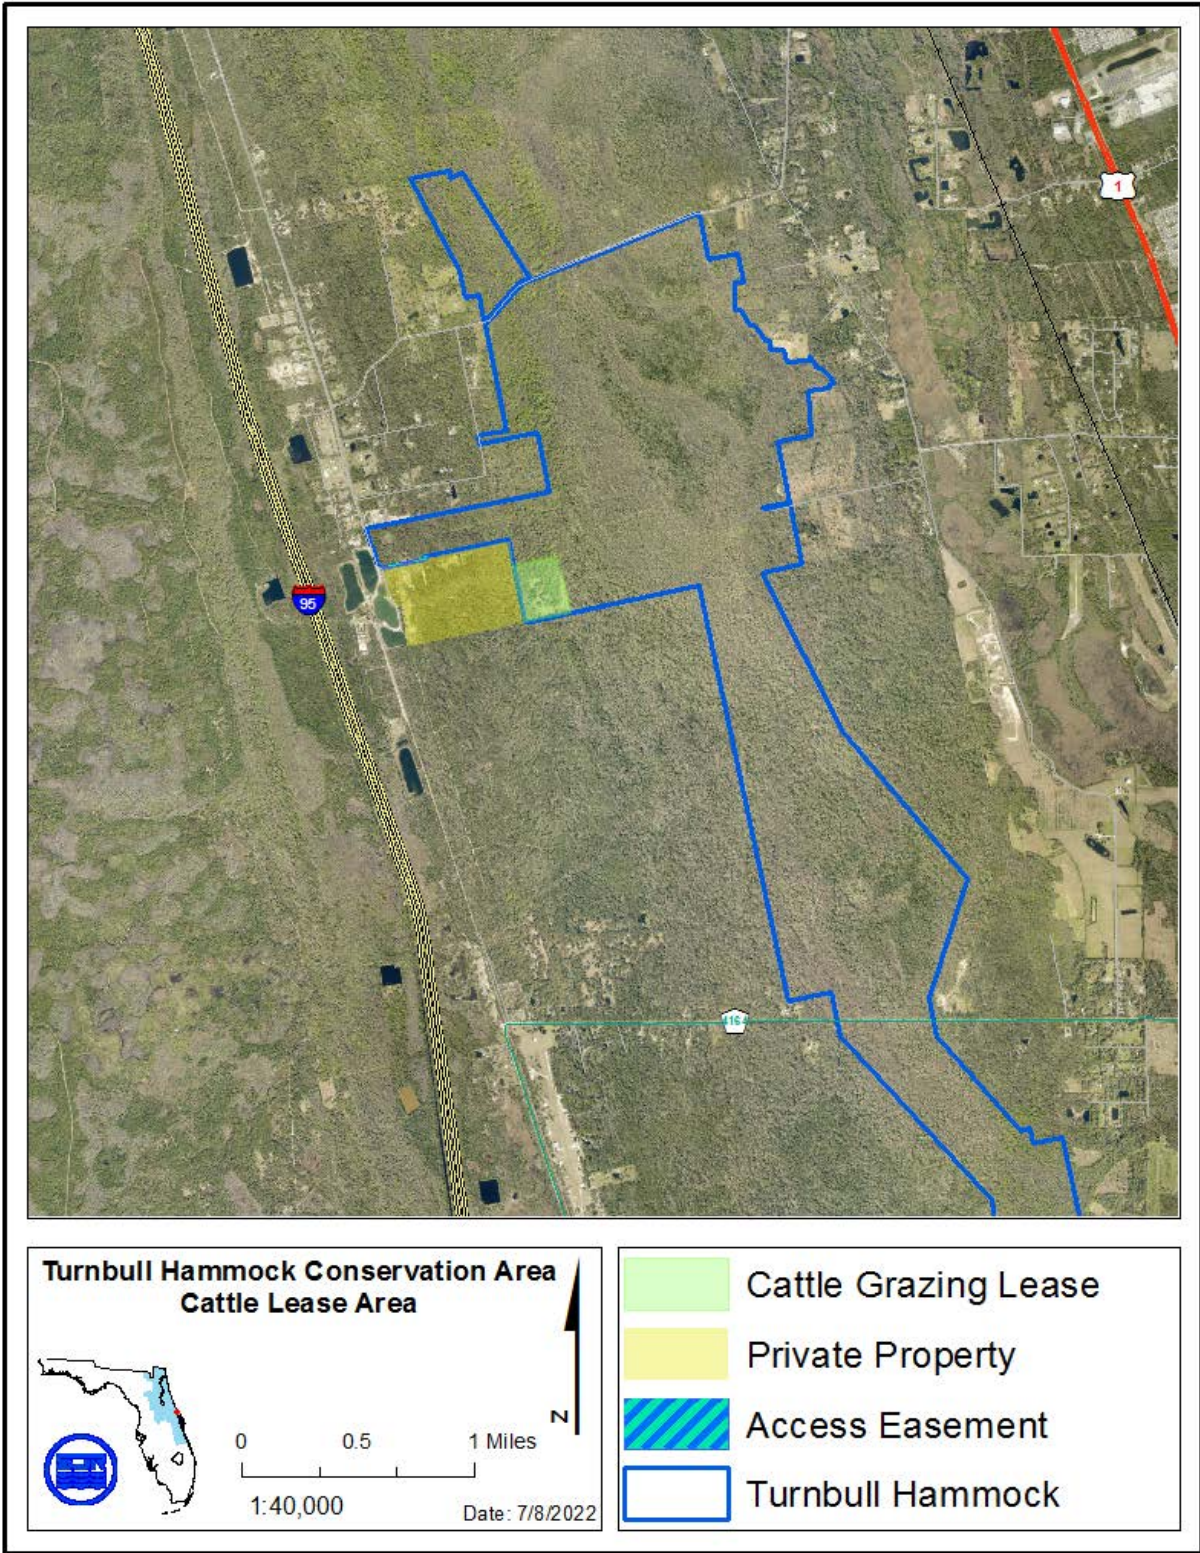 1
95
Turnbull Hammock Conservation Area
Cattle Lease Area
N
0 0.5 1 Miles
1:40,000
Date: 7/8/2022
Cattle Grazing Lease
Private Property
Access Easement
Turnbull Hammock